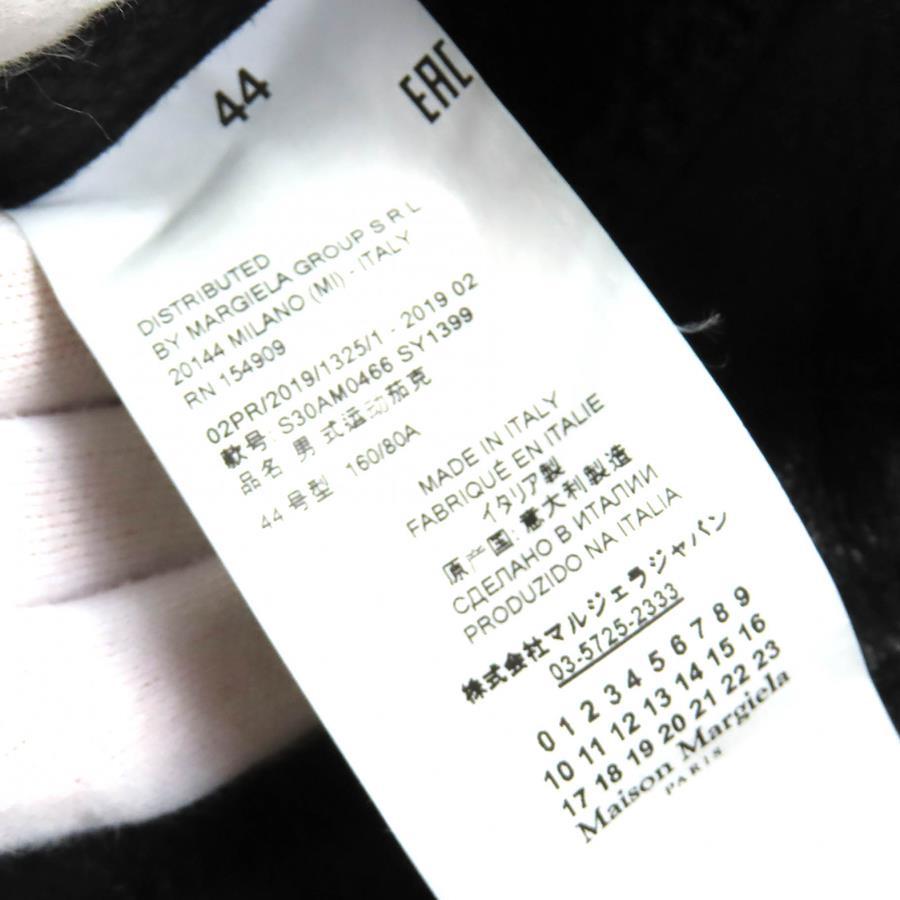 44
EAC
DISTRIBUTED
BY MARGIELA GROUP S R L
20144 MILANO (MI) - ITALY
RN 154909
02PR/2019/1325/1 - 2019 02
款号: S30AM0466 SY1399
品名 男式运动茄克
44 号型 160/80A
MADE IN ITALY
FABRIQUÉ EN ITALIE
イタリア製
原产国: 意大利製造
СДЕЛАНО В ИТАЛИИ
PRODUZIDO NA ITALIA
株式会社マルジェラジャパン
03-5725-2333
0 1 2 3 4 5 6 7 8 9
10 11 12 13 14 15 16
17 18 19 20 21 22 23
Maison Margiela
PARIS